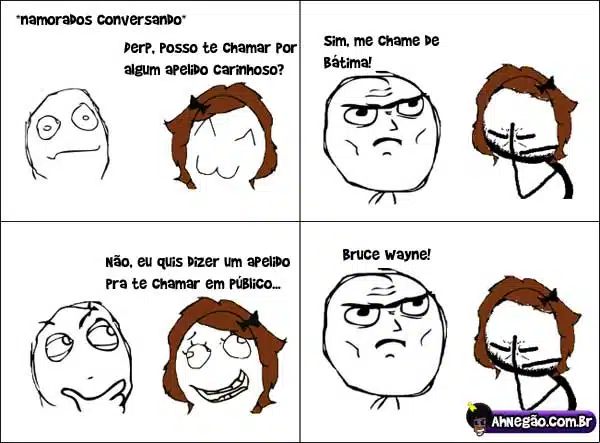 *Namorados conversando*
Derp, posso te chamar por
algum apelido carinhoso?
Sim, me chame de
Bátima!
Não, eu quis dizer um apelido
pra te chamar em público...
Bruce Wayne!
AhNegão.com.Br